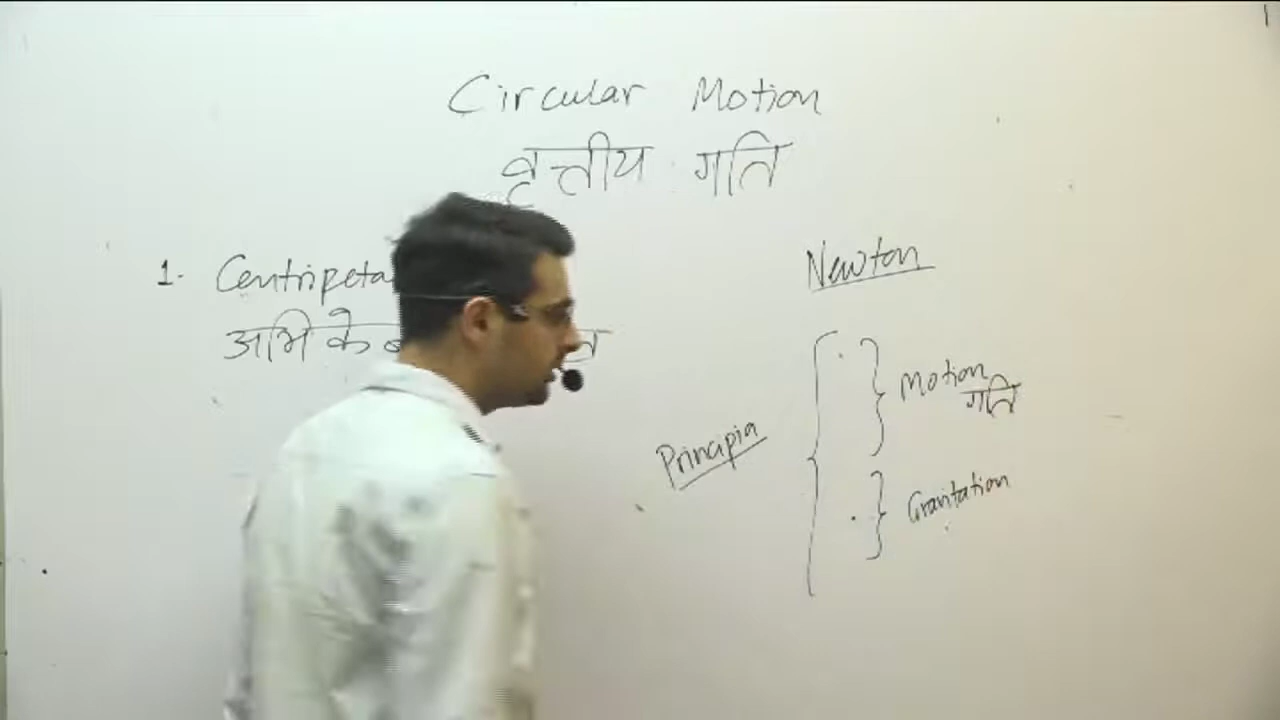 Circular Motion
वृत्तीय गति
1. Centripeta
अभिके
Newton
Principia
Motion
गति
Gravitation